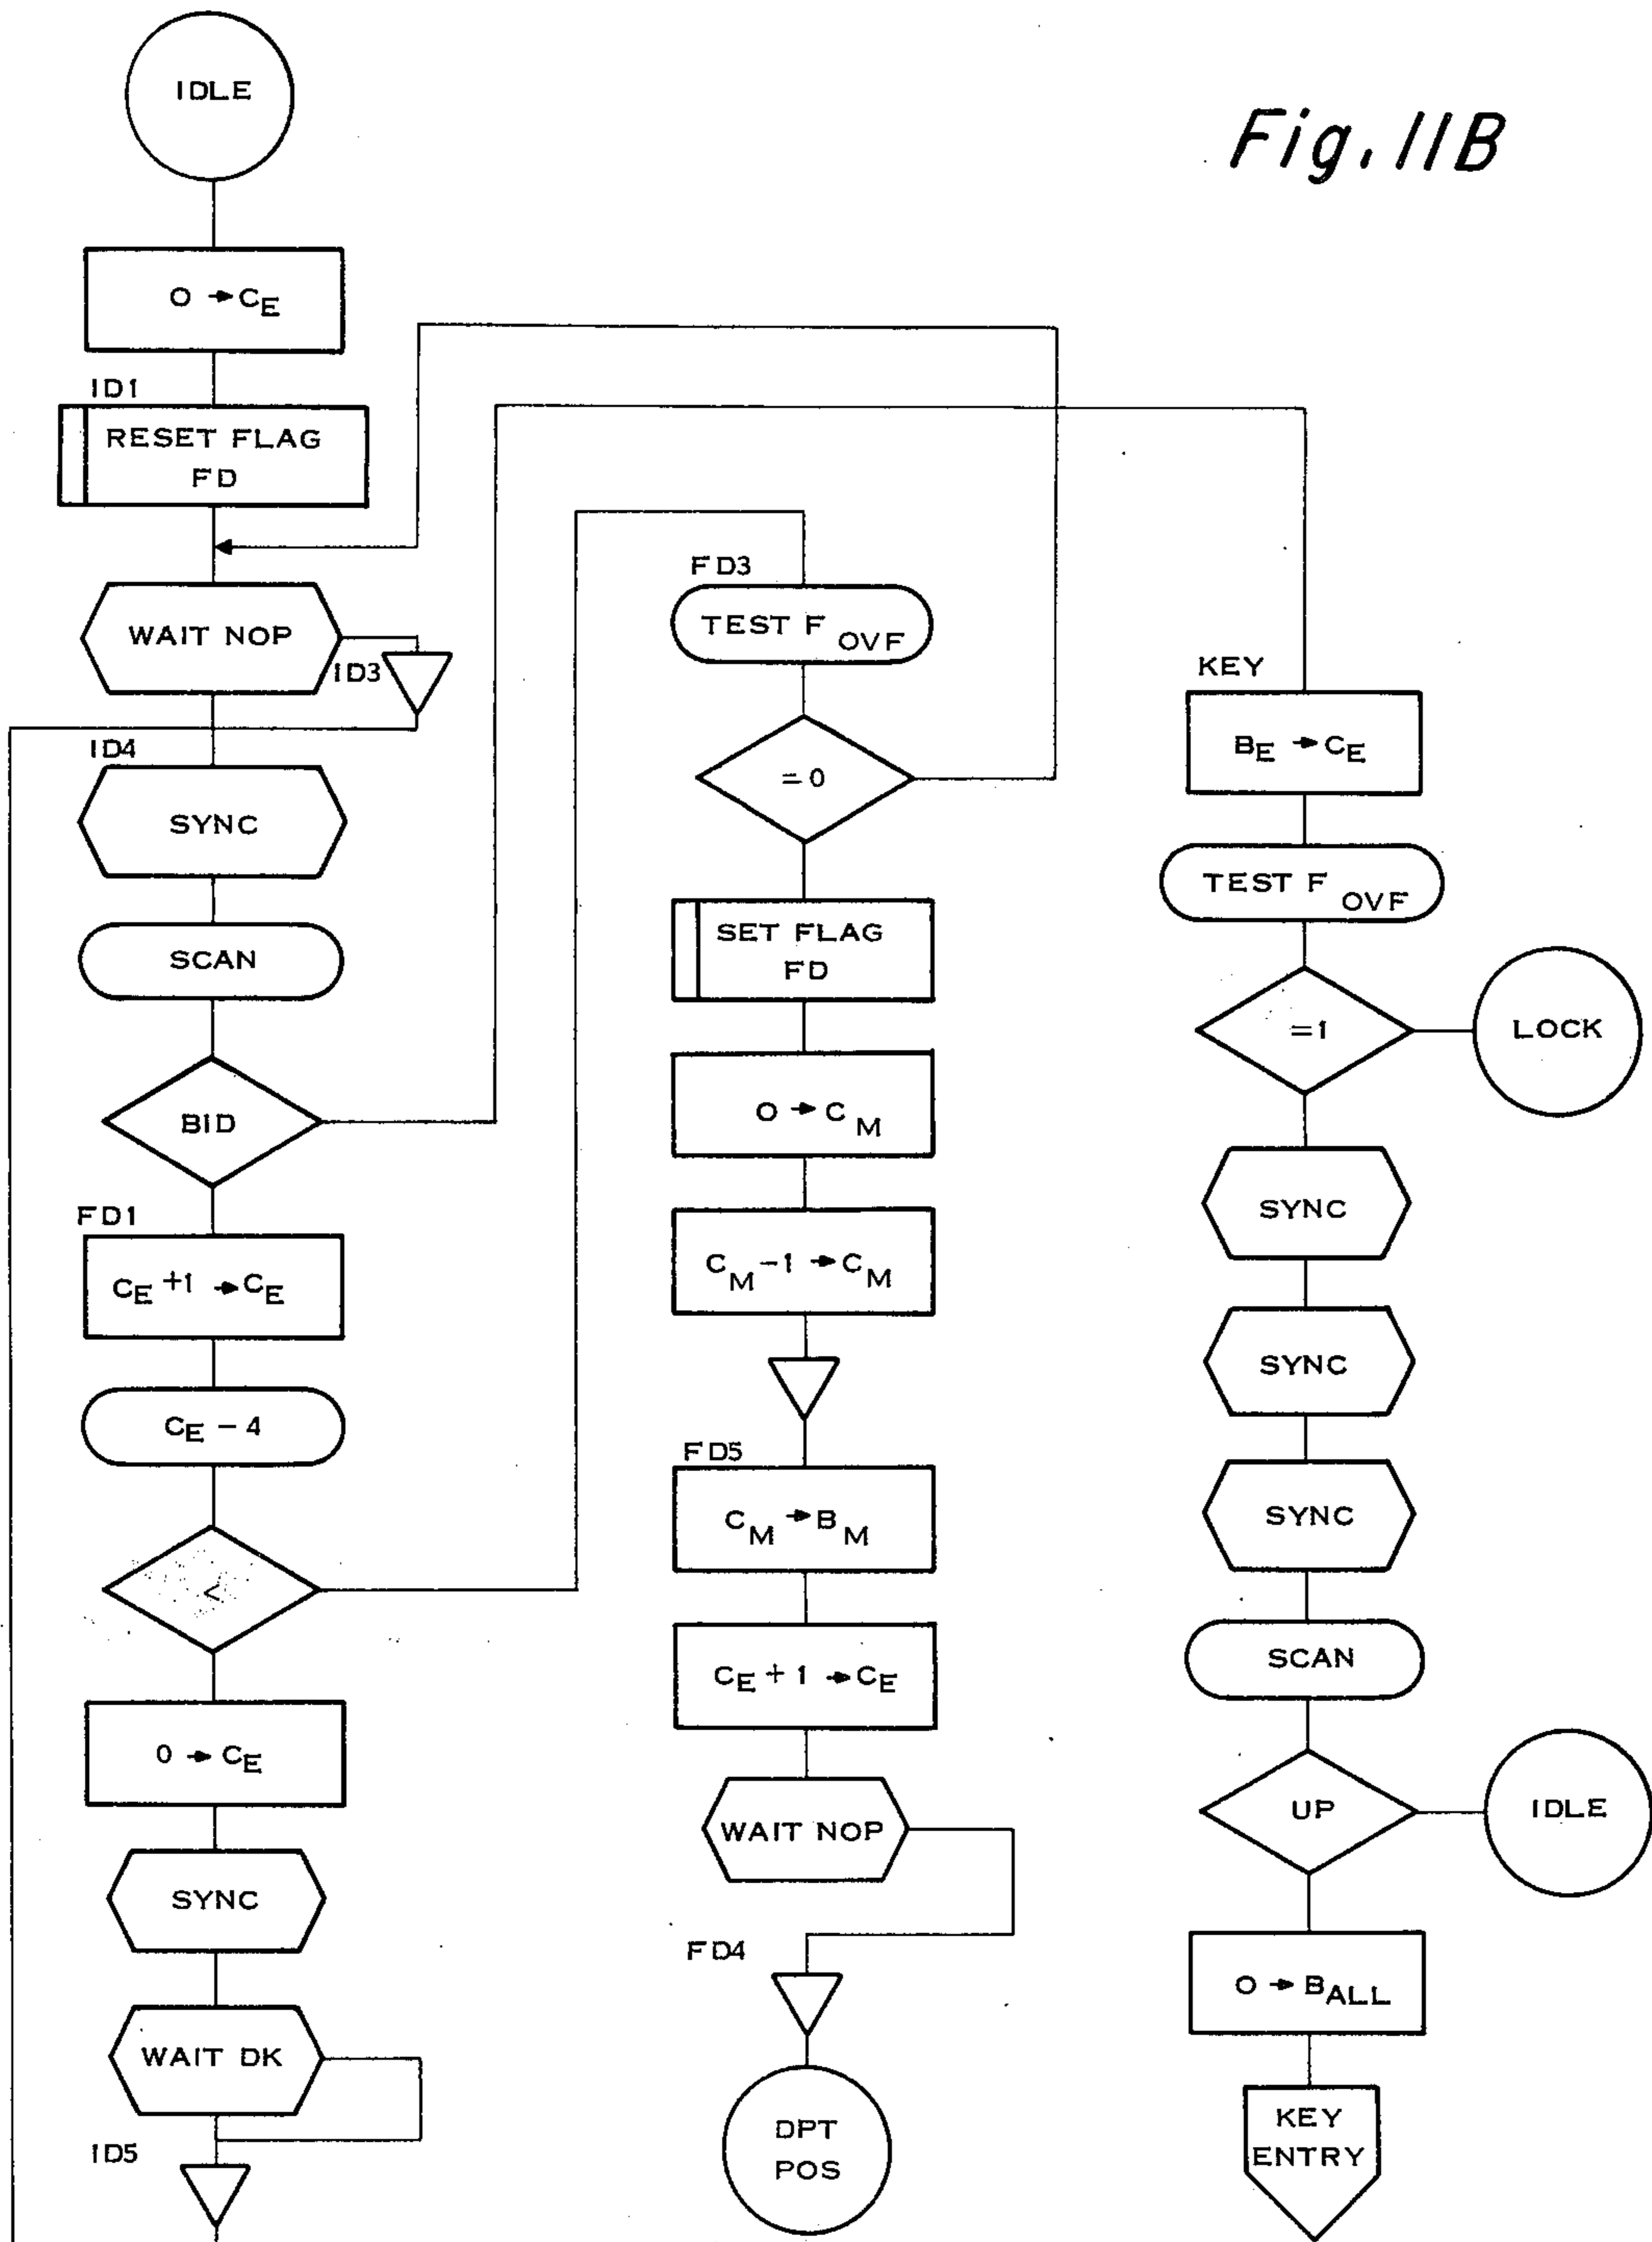 Fig. 11B
IDLE
0 → CE
ID1
RESET FLAG
FD
WAIT NOP
ID3
ID4
SYNC
SCAN
BID
FD1
CE +1 → CE
CE − 4
<
0 → CE
SYNC
WAIT DK
ID5
FD3
TEST F OVF
= 0
SET FLAG
FD
0 → CM
CM −1 → CM
FD5
CM → BM
CE + 1 → CE
WAIT NOP
FD4
DPT
POS
KEY
BE → CE
TEST F OVF
=1
LOCK
SYNC
SYNC
SYNC
SCAN
UP
IDLE
0 → BALL
KEY
ENTRY